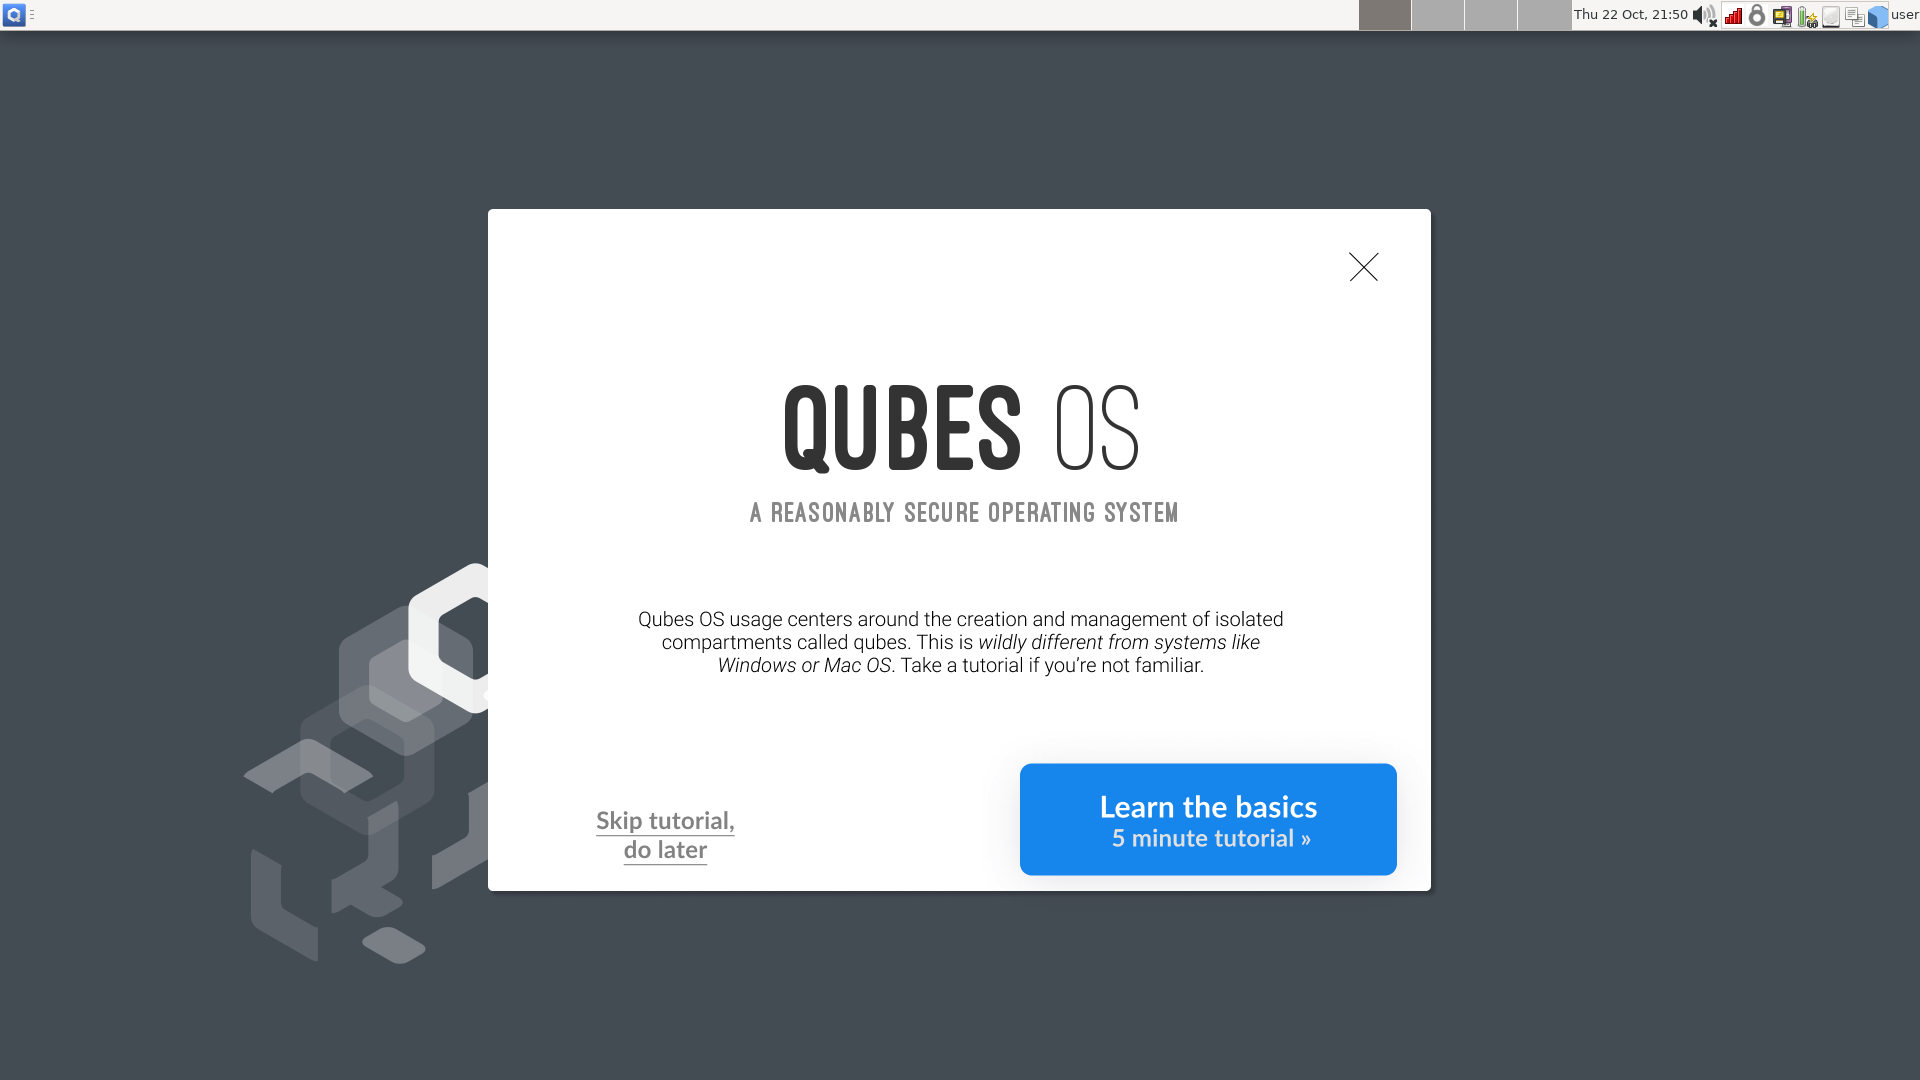 Thu 22 Oct, 21:50
user
QUBES OS
A REASONABLY SECURE OPERATING SYSTEM
Qubes OS usage centers around the creation and management of isolated
compartments called qubes. This is wildly different from systems like
Windows or Mac OS. Take a tutorial if you’re not familiar.
Skip tutorial,
do later
Learn the basics
5 minute tutorial »